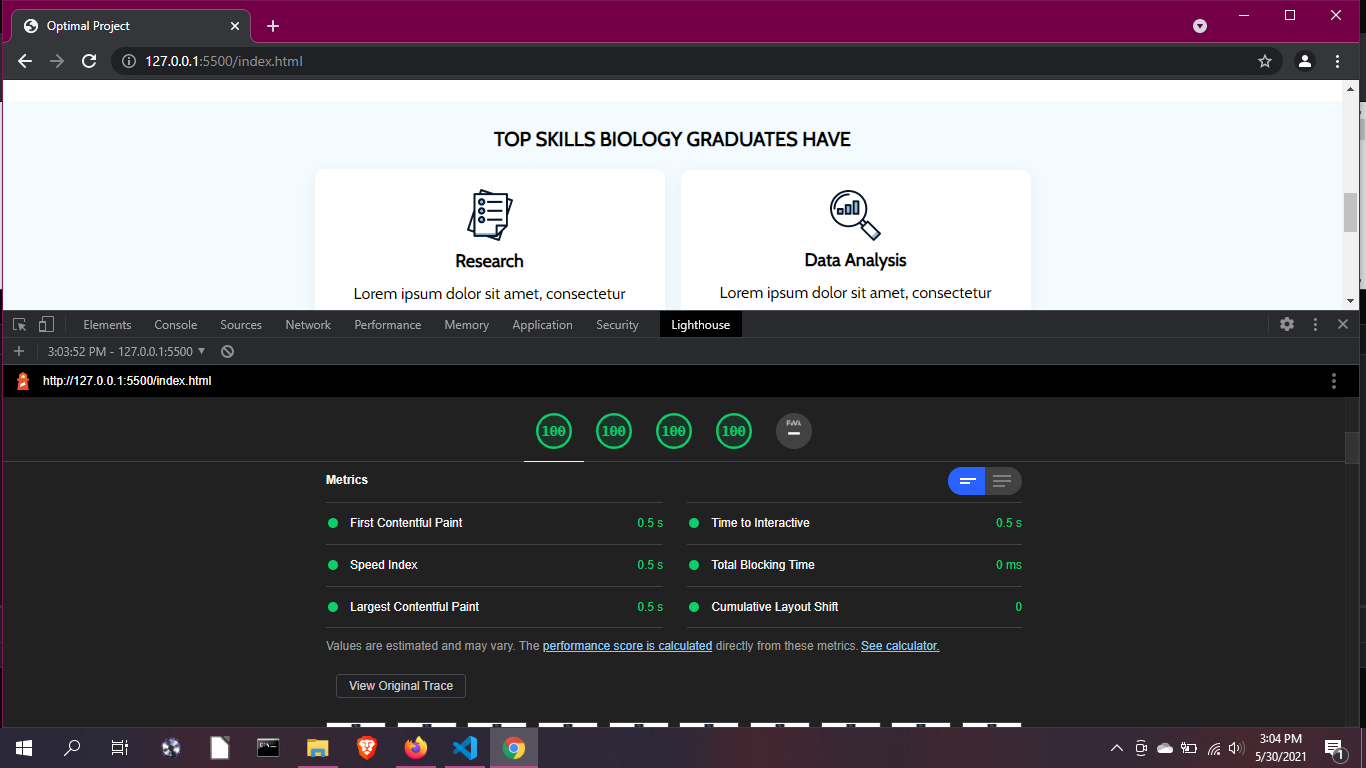 Optimal Project
127.0.0.1:5500/index.html
TOP SKILLS BIOLOGY GRADUATES HAVE
Research
Lorem ipsum dolor sit amet, consectetur
Data Analysis
Lorem ipsum dolor sit amet, consectetur
Elements Console Sources Network Performance Memory Application Security Lighthouse
3:03:52 PM - 127.0.0.1:5500
http://127.0.0.1:5500/index.html
100 100 100 100 PWA
Metrics
First Contentful Paint 0.5 s
Time to Interactive 0.5 s
Speed Index 0.5 s
Total Blocking Time 0 ms
Largest Contentful Paint 0.5 s
Cumulative Layout Shift 0
Values are estimated and may vary. The performance score is calculated directly from these metrics. See calculator.
View Original Trace
3:04 PM
5/30/2021
1